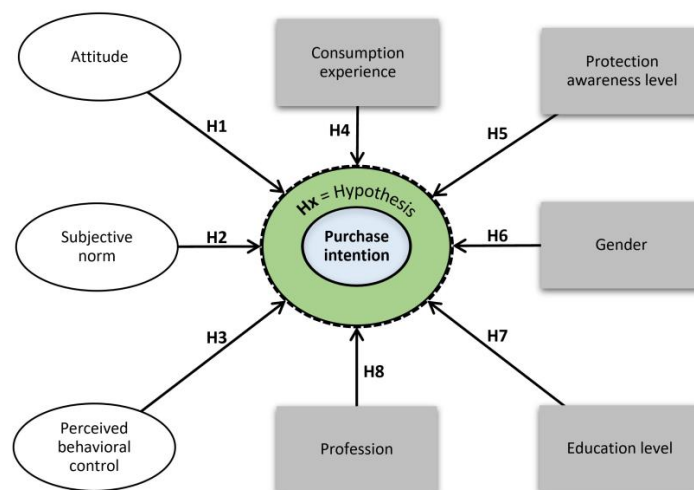 Attitude
Consumption
experience
Protection
awareness level
H1
H4
H5
Hx = Hypothesis
Subjective
norm
H2
Purchase
intention
H6
Gender
H3
H7
H8
Perceived
behavioral
control
Profession
Education level